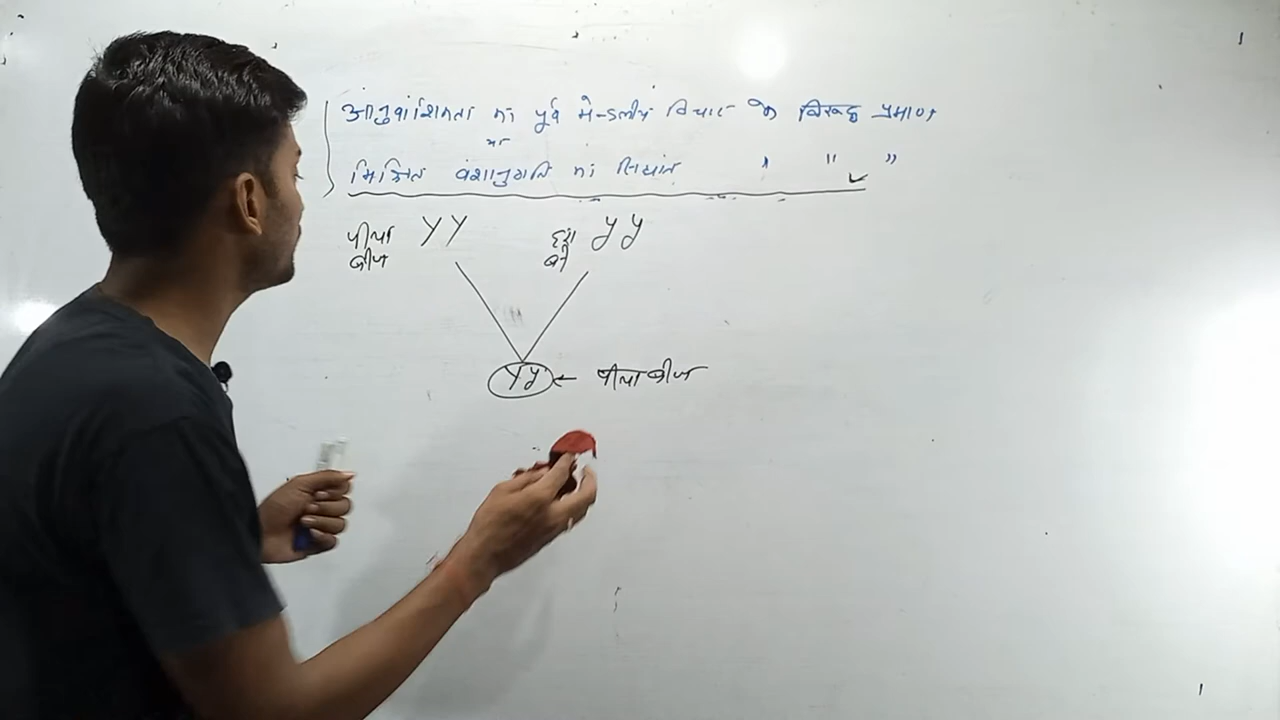 आनुवांशिकता का पूर्व मेन्डलीय विचार के विरूद्ध प्रमाण
या
मिश्रित वंशानुगति का सिद्धांत " " "
पीला YY हरा yy
बीज बी
Yy ← पीला बीज